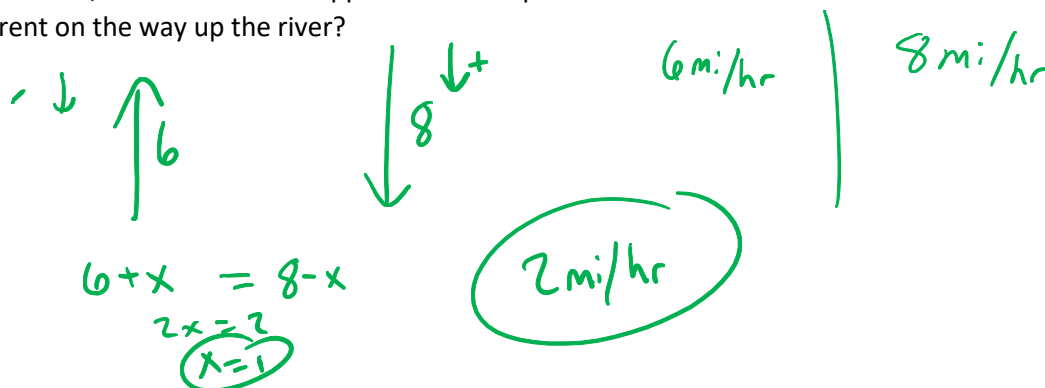 rent on the way up the river?
- ↓ ↑ 6
↓ 8 ↓+
6 mi/hr | 8 mi/hr
6+x = 8-x
2x=2
x=1
2 mi/hr